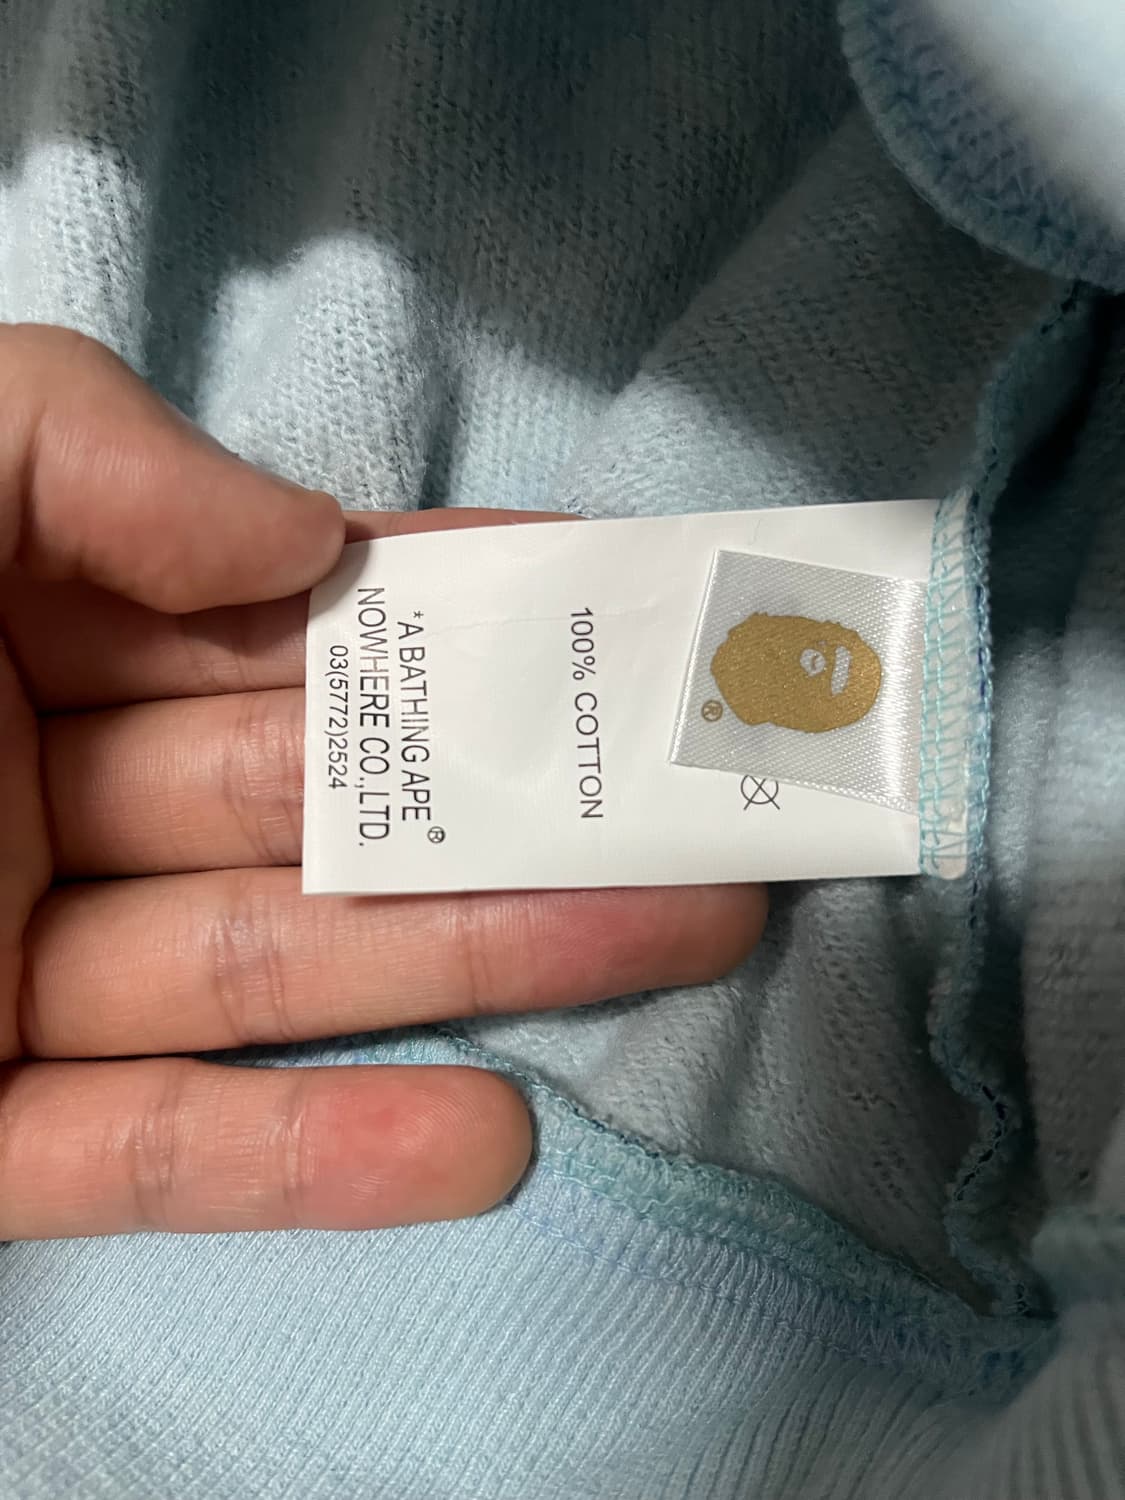 100% COTTON
*A BATHING APE®
NOWHERE CO.,LTD.
03(5772)2524
®